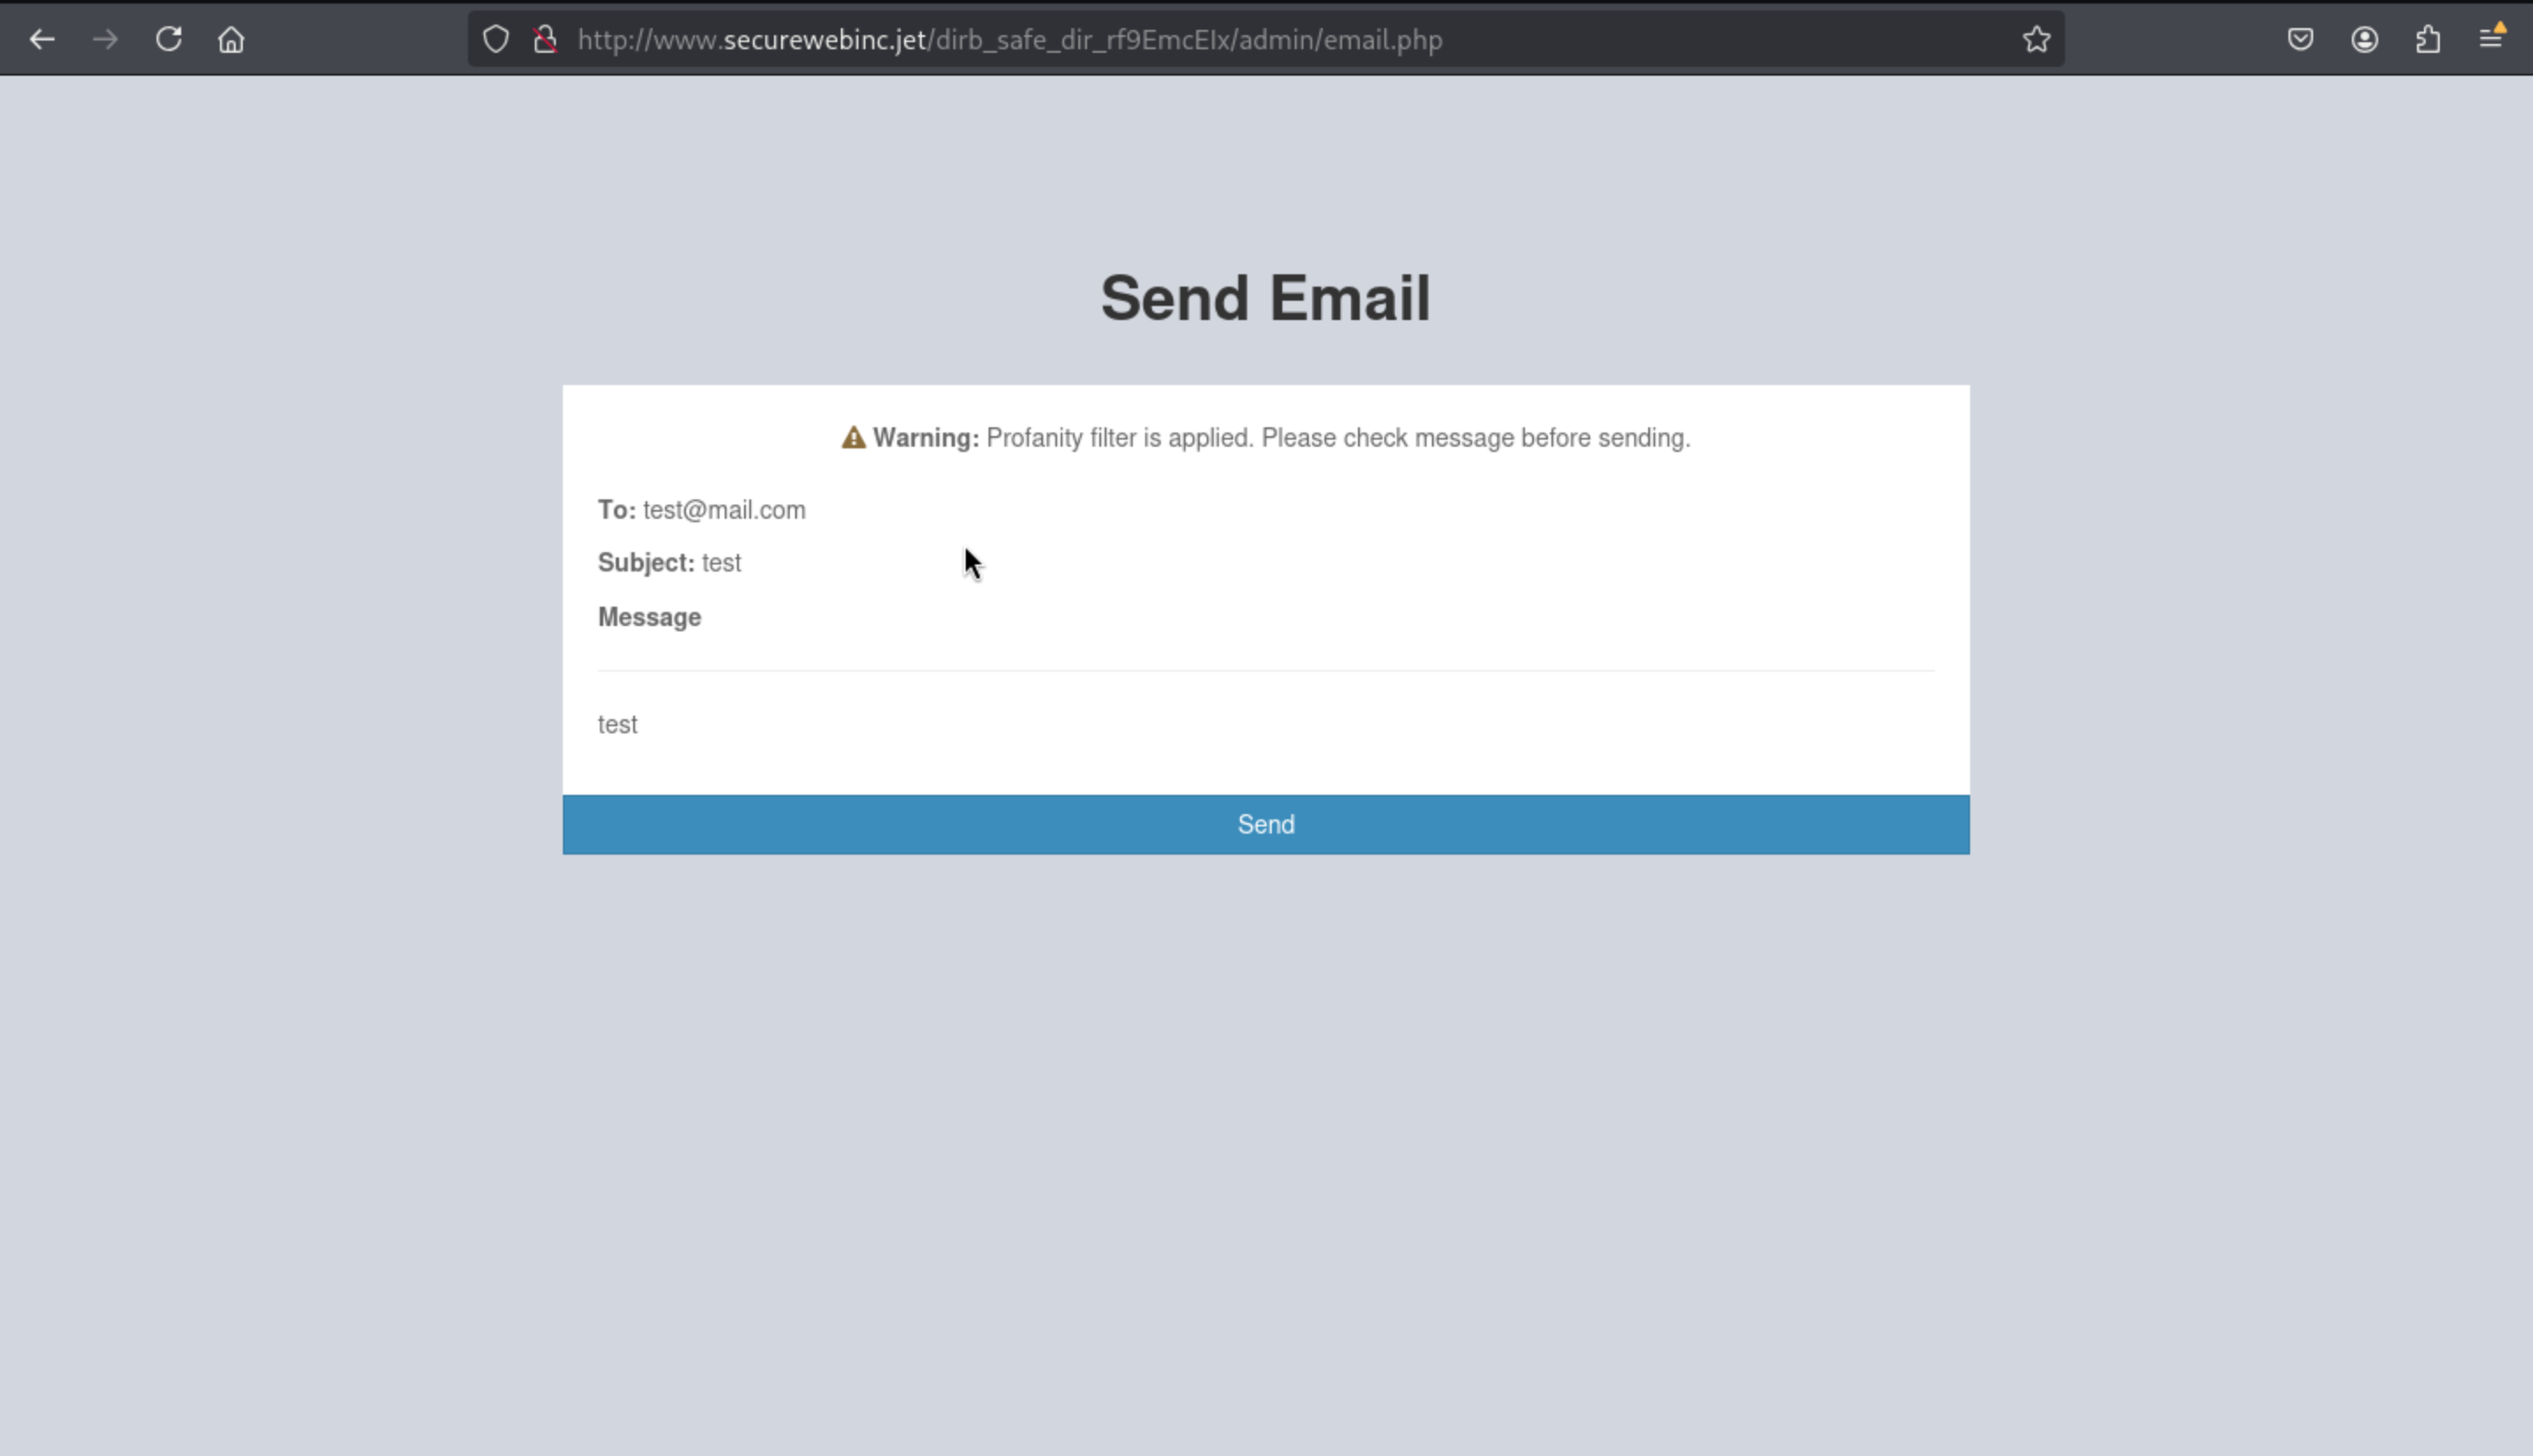 http://www.securewebinc.jet/dirb_safe_dir_rf9EmcEIx/admin/email.php
Send Email
Warning: Profanity filter is applied. Please check message before sending.
To: test@mail.com
Subject: test
Message
test
Send